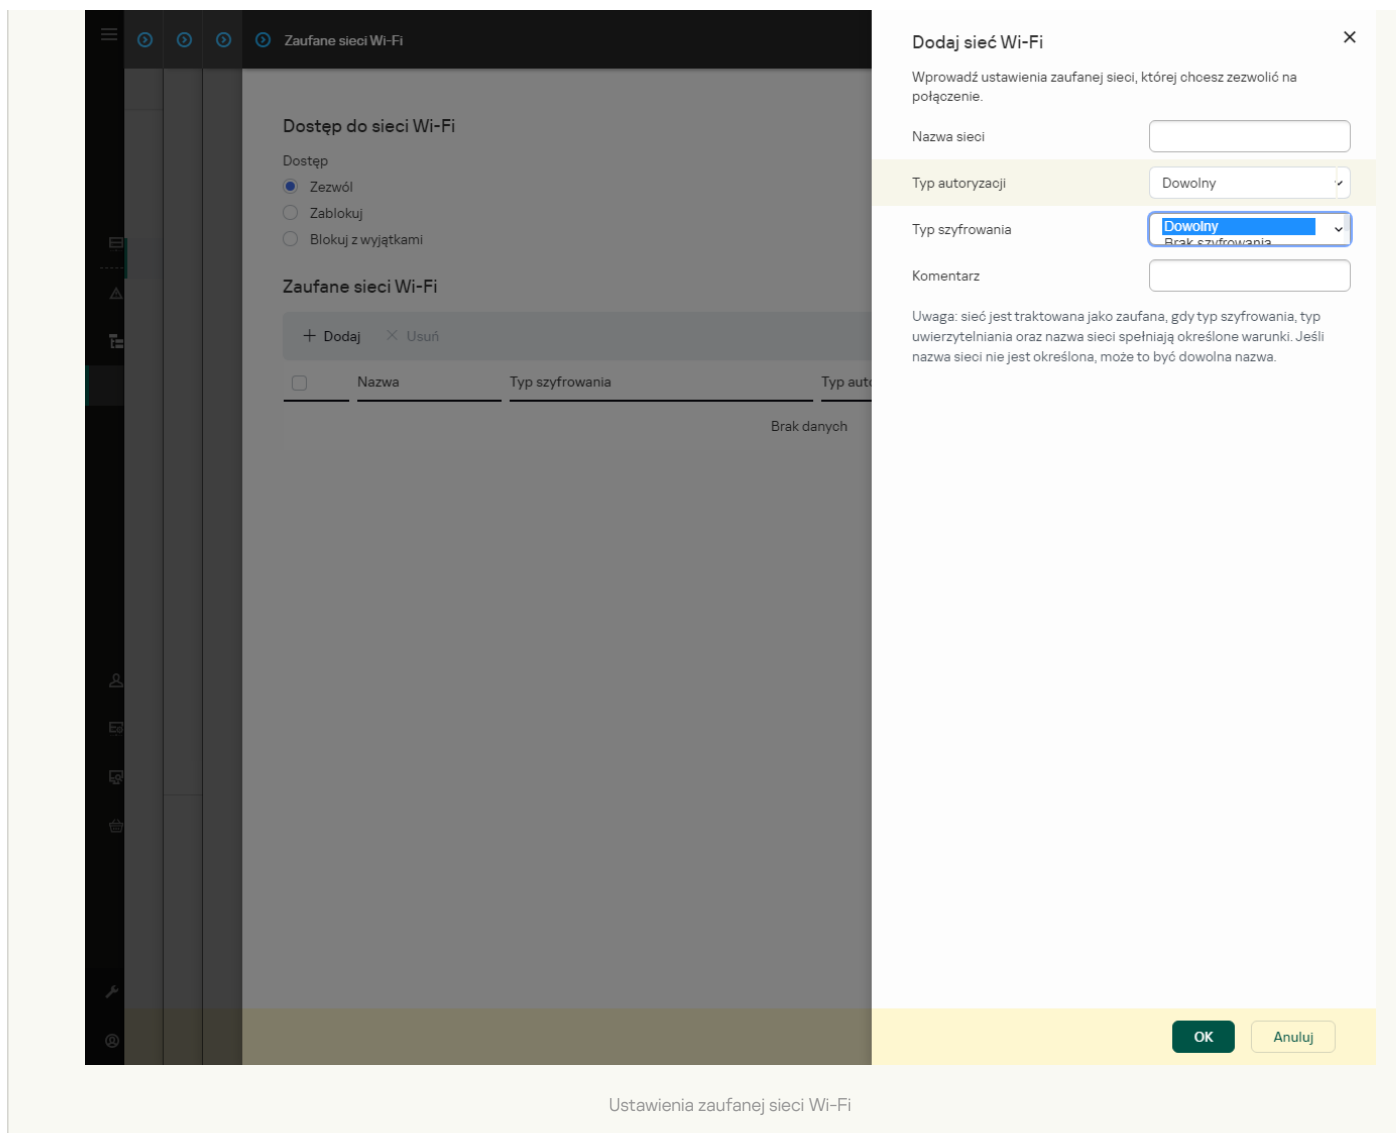 Zaufane sieci Wi-Fi
Dostęp do sieci Wi-Fi
Dostęp
Zezwól
Zablokuj
Blokuj z wyjątkami
Zaufane sieci Wi-Fi
Dodaj
Usuń
Nazwa
Typ szyfrowania
Typ auto
Brak danych
Dodaj sieć Wi-Fi
Wprowadź ustawienia zaufanej sieci, której chcesz zezwolić na
połączenie.
Nazwa sieci
Typ autoryzacji
Dowolny
Typ szyfrowania
Dowolny
Brak szyfrowania
Komentarz
Uwaga: sieć jest traktowana jako zaufana, gdy typ szyfrowania, typ
uwierzytelniania oraz nazwa sieci spełniają określone warunki. Jeśli
nazwa sieci nie jest określona, może to być dowolna nazwa.
OK
Anuluj
Ustawienia zaufanej sieci Wi-Fi